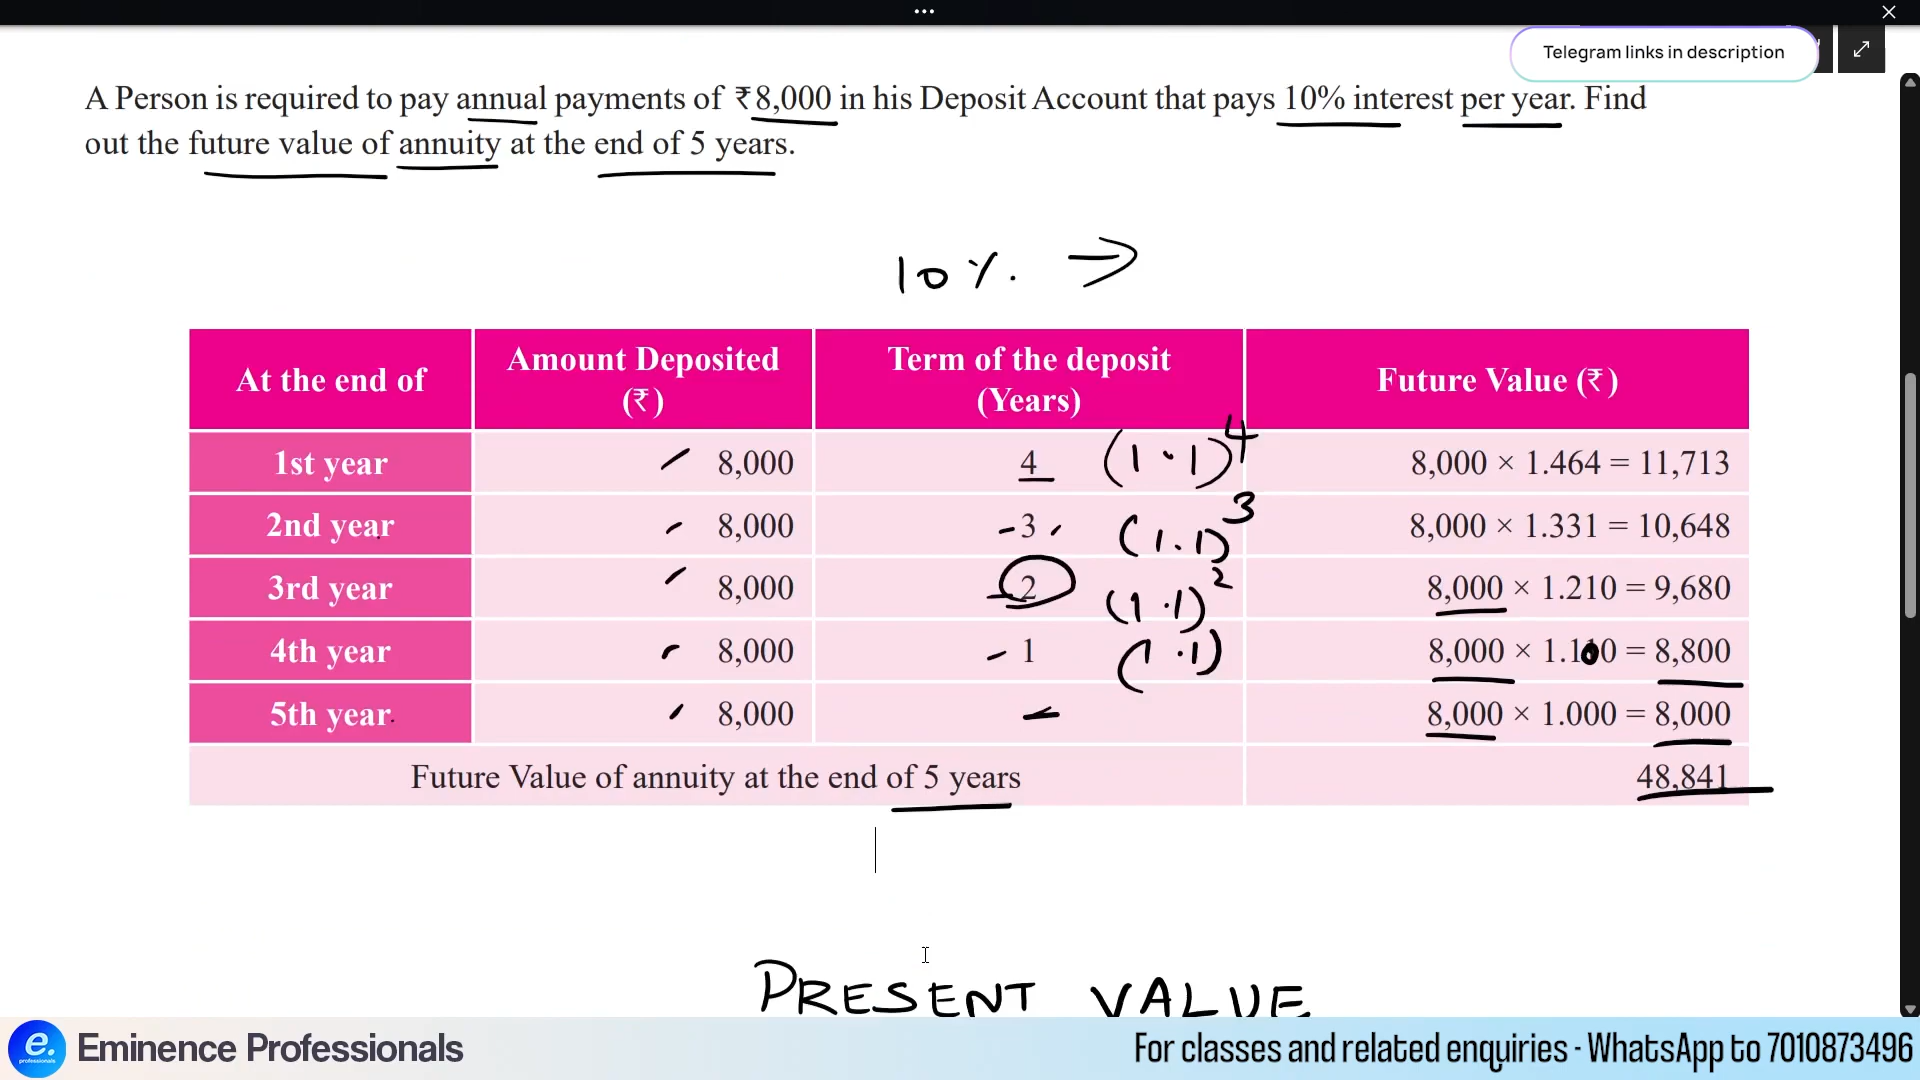 Telegram links in description
A Person is required to pay annual payments of ₹8,000 in his Deposit Account that pays 10% interest per year. Find
out the future value of annuity at the end of 5 years.
10%. →
At the end of | Amount Deposited (₹) | Term of the deposit (Years) | Future Value (₹)
1st year 8,000 4 (1.1)⁴ 8,000 × 1.464 = 11,713
2nd year 8,000 3 (1.1)³ 8,000 × 1.331 = 10,648
3rd year 8,000 2 (1.1)² 8,000 × 1.210 = 9,680
4th year 8,000 1 (1.1) 8,000 × 1.100 = 8,800
5th year 8,000 – 8,000 × 1.000 = 8,000
Future Value of annuity at the end of 5 years 48,841
PRESENT VALUE
e. professionals
Eminence Professionals
For classes and related enquiries - WhatsApp to 7010873496